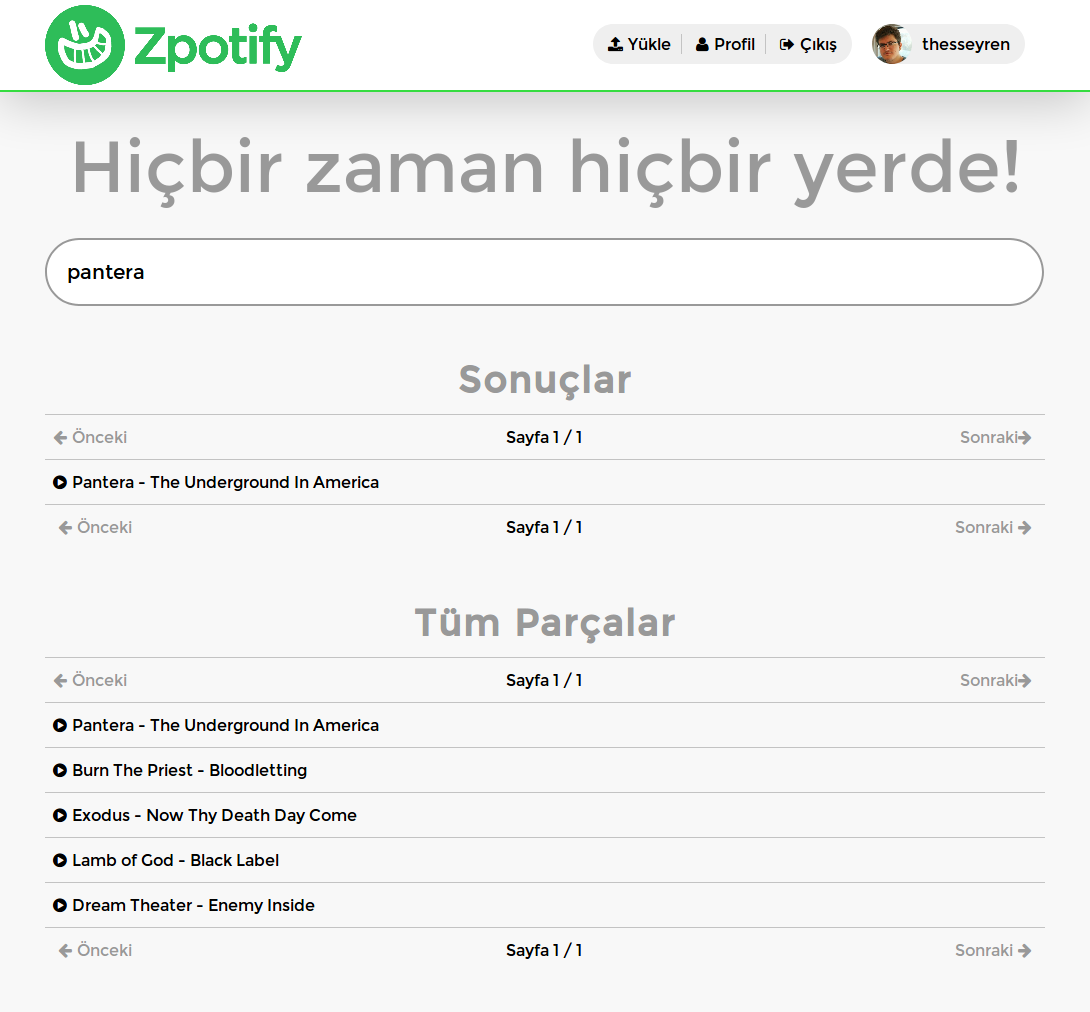 Zpotify
Yükle
Profil
Çıkış
thesseyren
Hiçbir zaman hiçbir yerde!
pantera
Sonuçlar
Önceki Sayfa 1 / 1 Sonraki
Pantera - The Underground In America
Önceki Sayfa 1 / 1 Sonraki
Tüm Parçalar
Önceki Sayfa 1 / 1 Sonraki
Pantera - The Underground In America
Burn The Priest - Bloodletting
Exodus - Now Thy Death Day Come
Lamb of God - Black Label
Dream Theater - Enemy Inside
Önceki Sayfa 1 / 1 Sonraki